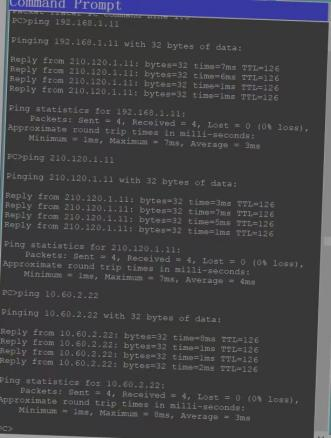 Command Prompt
Packet Tracer PC Command Line 1.0
PC>ping 192.168.1.11
Pinging 192.168.1.11 with 32 bytes of data:
Reply from 210.120.1.11: bytes=32 time=7ms TTL=126
Reply from 210.120.1.11: bytes=32 time=6ms TTL=126
Reply from 210.120.1.11: bytes=32 time=1ms TTL=126
Reply from 210.120.1.11: bytes=32 time=1ms TTL=126
Ping statistics for 192.168.1.11:
Packets: Sent = 4, Received = 4, Lost = 0 (0% loss),
Approximate round trip times in milli-seconds:
Minimum = 1ms, Maximum = 7ms, Average = 3ms
PC>ping 210.120.1.11
Pinging 210.120.1.11 with 32 bytes of data:
Reply from 210.120.1.11: bytes=32 time=3ms TTL=126
Reply from 210.120.1.11: bytes=32 time=7ms TTL=126
Reply from 210.120.1.11: bytes=32 time=5ms TTL=126
Reply from 210.120.1.11: bytes=32 time=1ms TTL=126
Ping statistics for 210.120.1.11:
Packets: Sent = 4, Received = 4, Lost = 0 (0% loss),
Approximate round trip times in milli-seconds:
Minimum = 1ms, Maximum = 7ms, Average = 4ms
PC>ping 10.60.2.22
Pinging 10.60.2.22 with 32 bytes of data:
Reply from 10.60.2.22: bytes=32 time=8ms TTL=126
Reply from 10.60.2.22: bytes=32 time=1ms TTL=126
Reply from 10.60.2.22: bytes=32 time=1ms TTL=126
Reply from 10.60.2.22: bytes=32 time=2ms TTL=126
Ping statistics for 10.60.2.22:
Packets: Sent = 4, Received = 4, Lost = 0 (0% loss),
Approximate round trip times in milli-seconds:
Minimum = 1ms, Maximum = 8ms, Average = 3ms
PC>